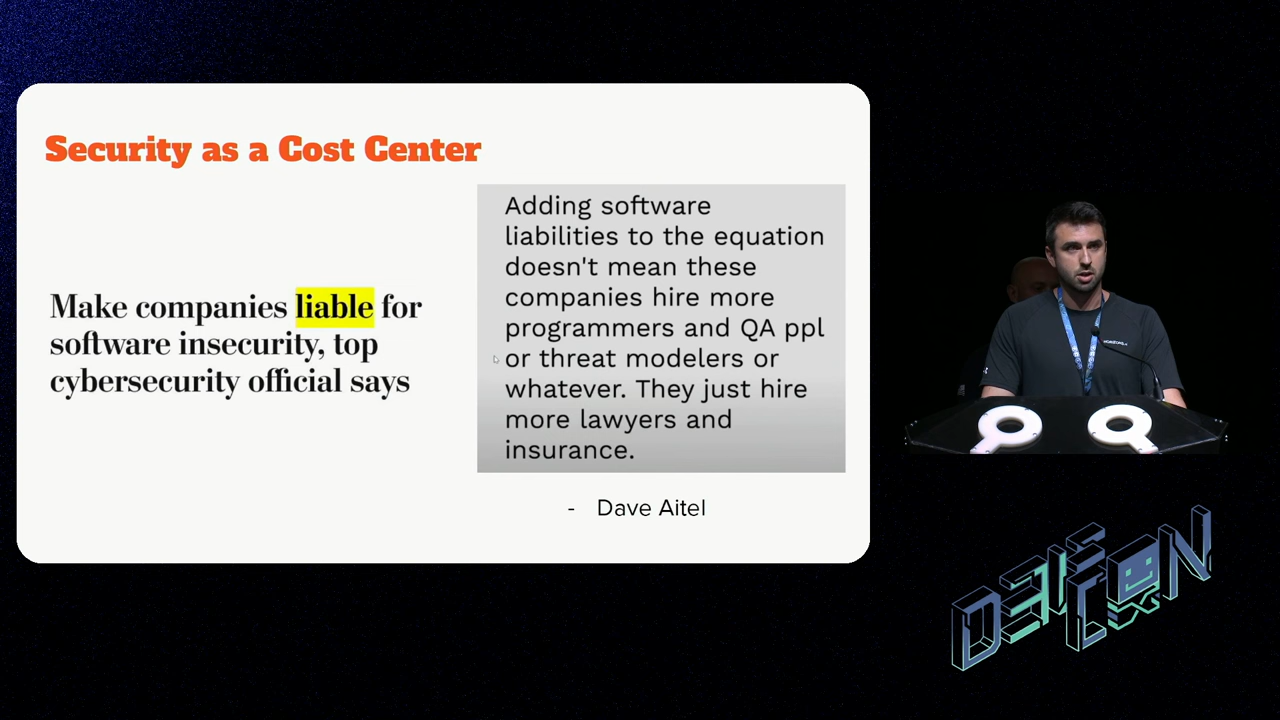 Security as a Cost Center
Make companies liable for
software insecurity, top
cybersecurity official says
Adding software
liabilities to the equation
doesn't mean these
companies hire more
programmers and QA ppl
or threat modelers or
whatever. They just hire
more lawyers and
insurance.
- Dave Aitel
DEF
CON